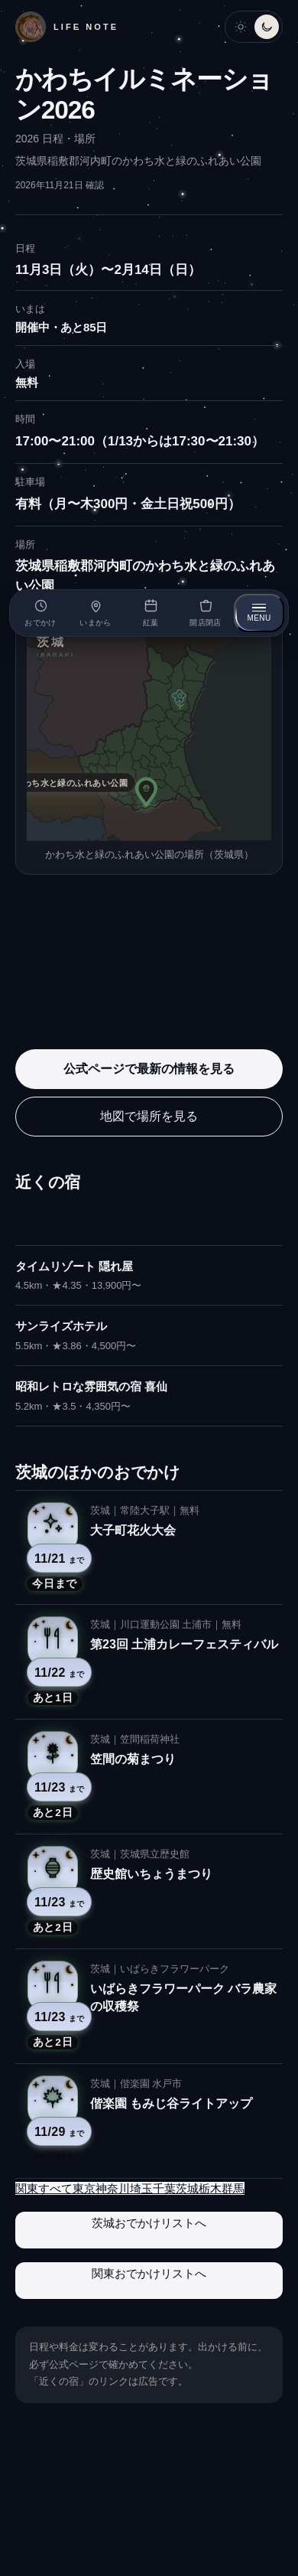 LIFE NOTE
かわちイルミネーショ
ン2026
2026 日程・場所
茨城県稲敷郡河内町のかわち水と緑のふれあい公園
2026年11月21日 確認
日程
11月3日（火）〜2月14日（日）
いまは
開催中・あと85日
入場
無料
時間
17:00〜21:00（1/13からは17:30〜21:30）
駐車場
有料（月〜木300円・金土日祝500円）
場所
茨城県稲敷郡河内町のかわち水と緑のふれあ
い公園
おでかけ
いまから
紅葉
開店閉店
MENU
茨城
IBARAKI
わち水と緑のふれあい公園
かわち水と緑のふれあい公園の場所（茨城県）
公式ページで最新の情報を見る
地図で場所を見る
近くの宿
タイムリゾート 隠れ屋
4.5km・★4.35・13,900円〜
サンライズホテル
5.5km・★3.86・4,500円〜
昭和レトロな雰囲気の宿 喜仙
5.2km・★3.5・4,350円〜
茨城のほかのおでかけ
茨城｜常陸大子駅｜無料
大子町花火大会
11/21 まで
今日まで
茨城｜川口運動公園 土浦市｜無料
第23回 土浦カレーフェスティバル
11/22 まで
あと1日
茨城｜笠間稲荷神社
笠間の菊まつり
11/23 まで
あと2日
茨城｜茨城県立歴史館
歴史館いちょうまつり
11/23 まで
あと2日
茨城｜いばらきフラワーパーク
いばらきフラワーパーク バラ農家
の収穫祭
11/23 まで
あと2日
茨城｜偕楽園 水戸市
偕楽園 もみじ谷ライトアップ
11/29 まで
関東すべて東京神奈川埼玉千葉茨城栃木群馬
茨城おでかけリストへ
関東おでかけリストへ
日程や料金は変わることがあります。出かける前に、
必ず公式ページで確かめてください。
「近くの宿」のリンクは広告です。